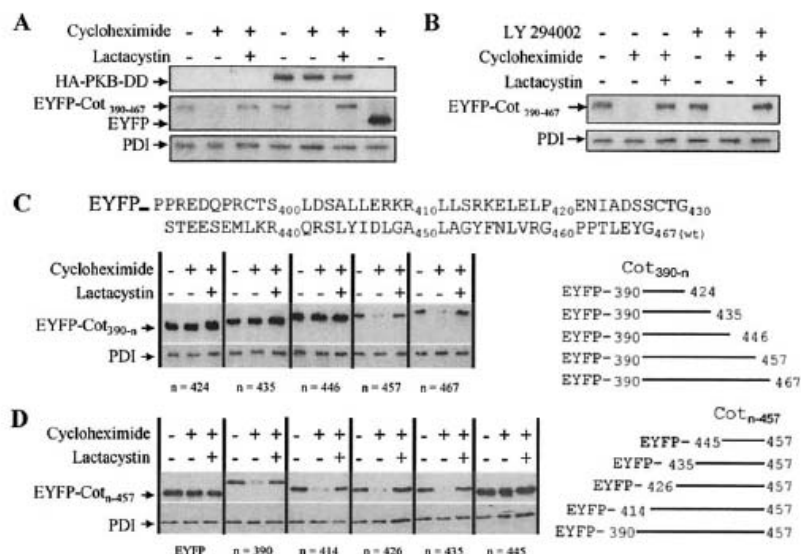 A
Cycloheximide - + + - + + +
Lactacystin + +
HA-PKB-DD
EYFP-Cot 390-467
EYFP
PDI
B
LY 294002 - - - + + +
Cycloheximide - + + - + +
Lactacystin + +
EYFP-Cot 390-467
PDI
C
EYFP-PPREDQPRCTS400LDSALLERKR410LLSRKELELP420ENIADSSCTG430
STEESEMLKR440QRSLYIDLGA450LAGYFNLVRG460PPTLEYG467(wt)
Cycloheximide - + + - + + - + + - + + - + +
Lactacystin + + + + +
EYFP-Cot390-n
PDI
n = 424 n = 435 n = 446 n = 457 n = 467
Cot390-n
EYFP-390 424
EYFP-390 435
EYFP-390 446
EYFP-390 457
EYFP-390 467
D
Cycloheximide - + + - + + - + + - + + - + + - + +
Lactacystin + + + + + +
EYFP-Cotn-457
PDI
EYFP n = 390 n = 414 n = 426 n = 435 n = 445
Cotn-457
EYFP-445 457
EYFP-435 457
EYFP-426 457
EYFP-414 457
EYFP-390 457